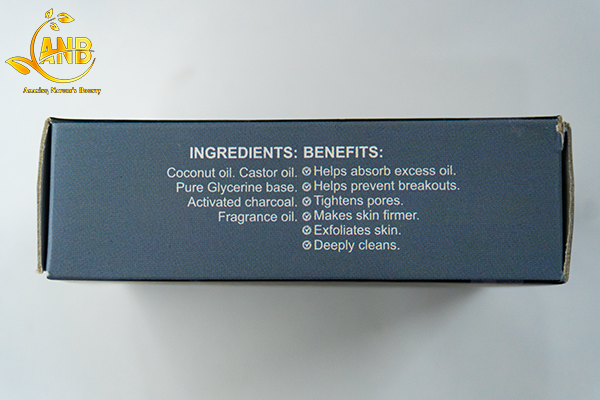 ANB
Amazing Nature's Bounty
INGREDIENTS:
Coconut oil. Castor oil.
Pure Glycerine base.
Activated charcoal.
Fragrance oil.
BENEFITS:
Helps absorb excess oil.
Helps prevent breakouts.
Tightens pores.
Makes skin firmer.
Exfoliates skin.
Deeply cleans.